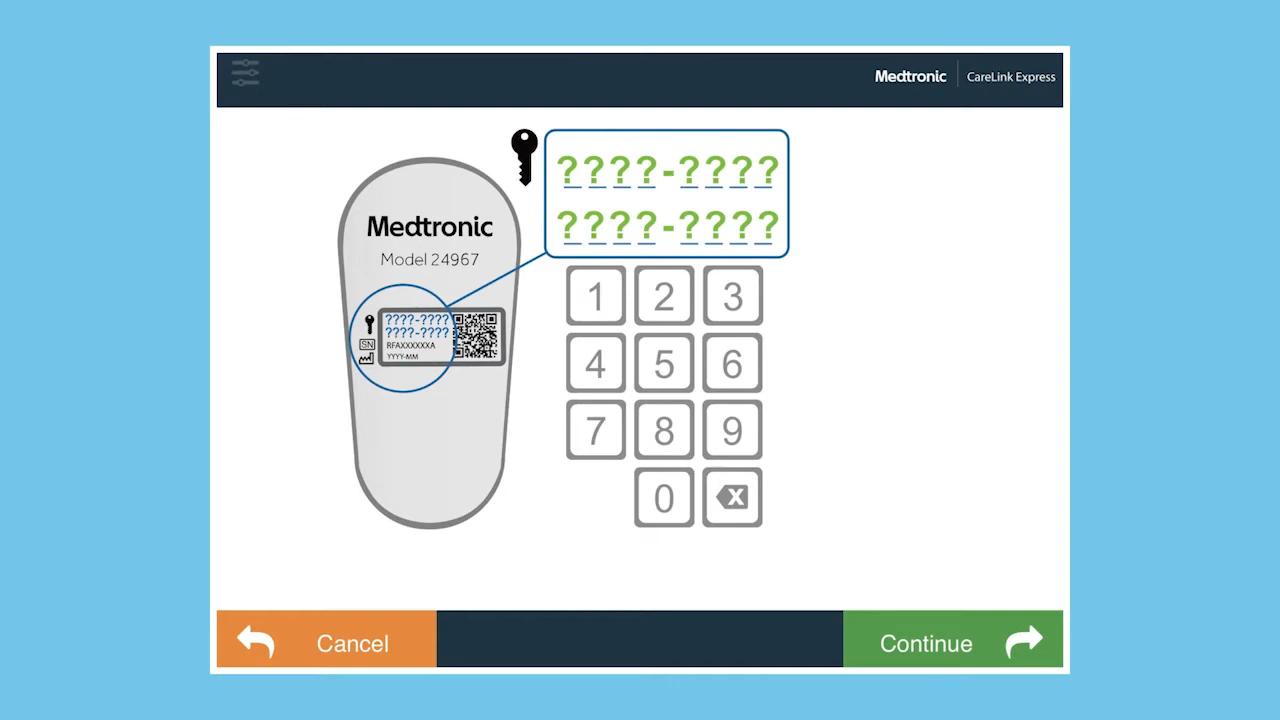 Medtronic CareLink Express
????-????
????-????
Medtronic
Model 24967
????-????
????-????
SN RFAXXXXXXA
YYYY-MM
1 2 3
4 5 6
7 8 9
0 X
Cancel Continue